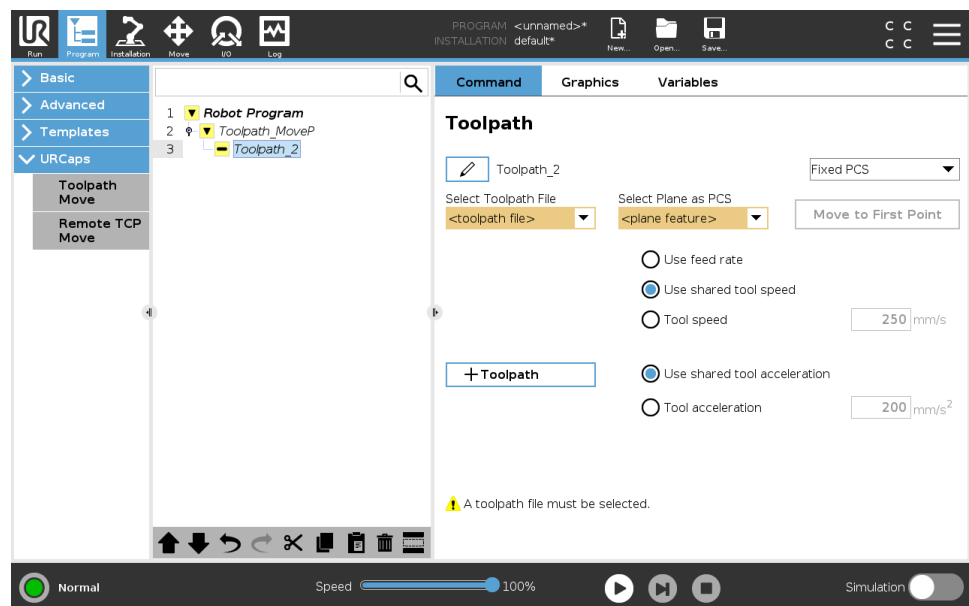 PROGRAM <unnamed>*
INSTALLATION default*
UR
Run
Program
Installation
Move
I/O
Log
New...
Open...
Save...
C C
C C
Basic
Advanced
Templates
URCaps
Toolpath
Move
Remote TCP
Move
1 Robot Program
2 Toolpath_MoveP
3 Toolpath_2
Command Graphics Variables
Toolpath
Toolpath_2
Fixed PCS
Select Toolpath File
<toolpath file>
Select Plane as PCS
<plane feature>
Move to First Point
Use feed rate
Use shared tool speed
Tool speed 250 mm/s
+Toolpath
Use shared tool acceleration
Tool acceleration 200 mm/s²
A toolpath file must be selected.
Normal
Speed 100%
Simulation